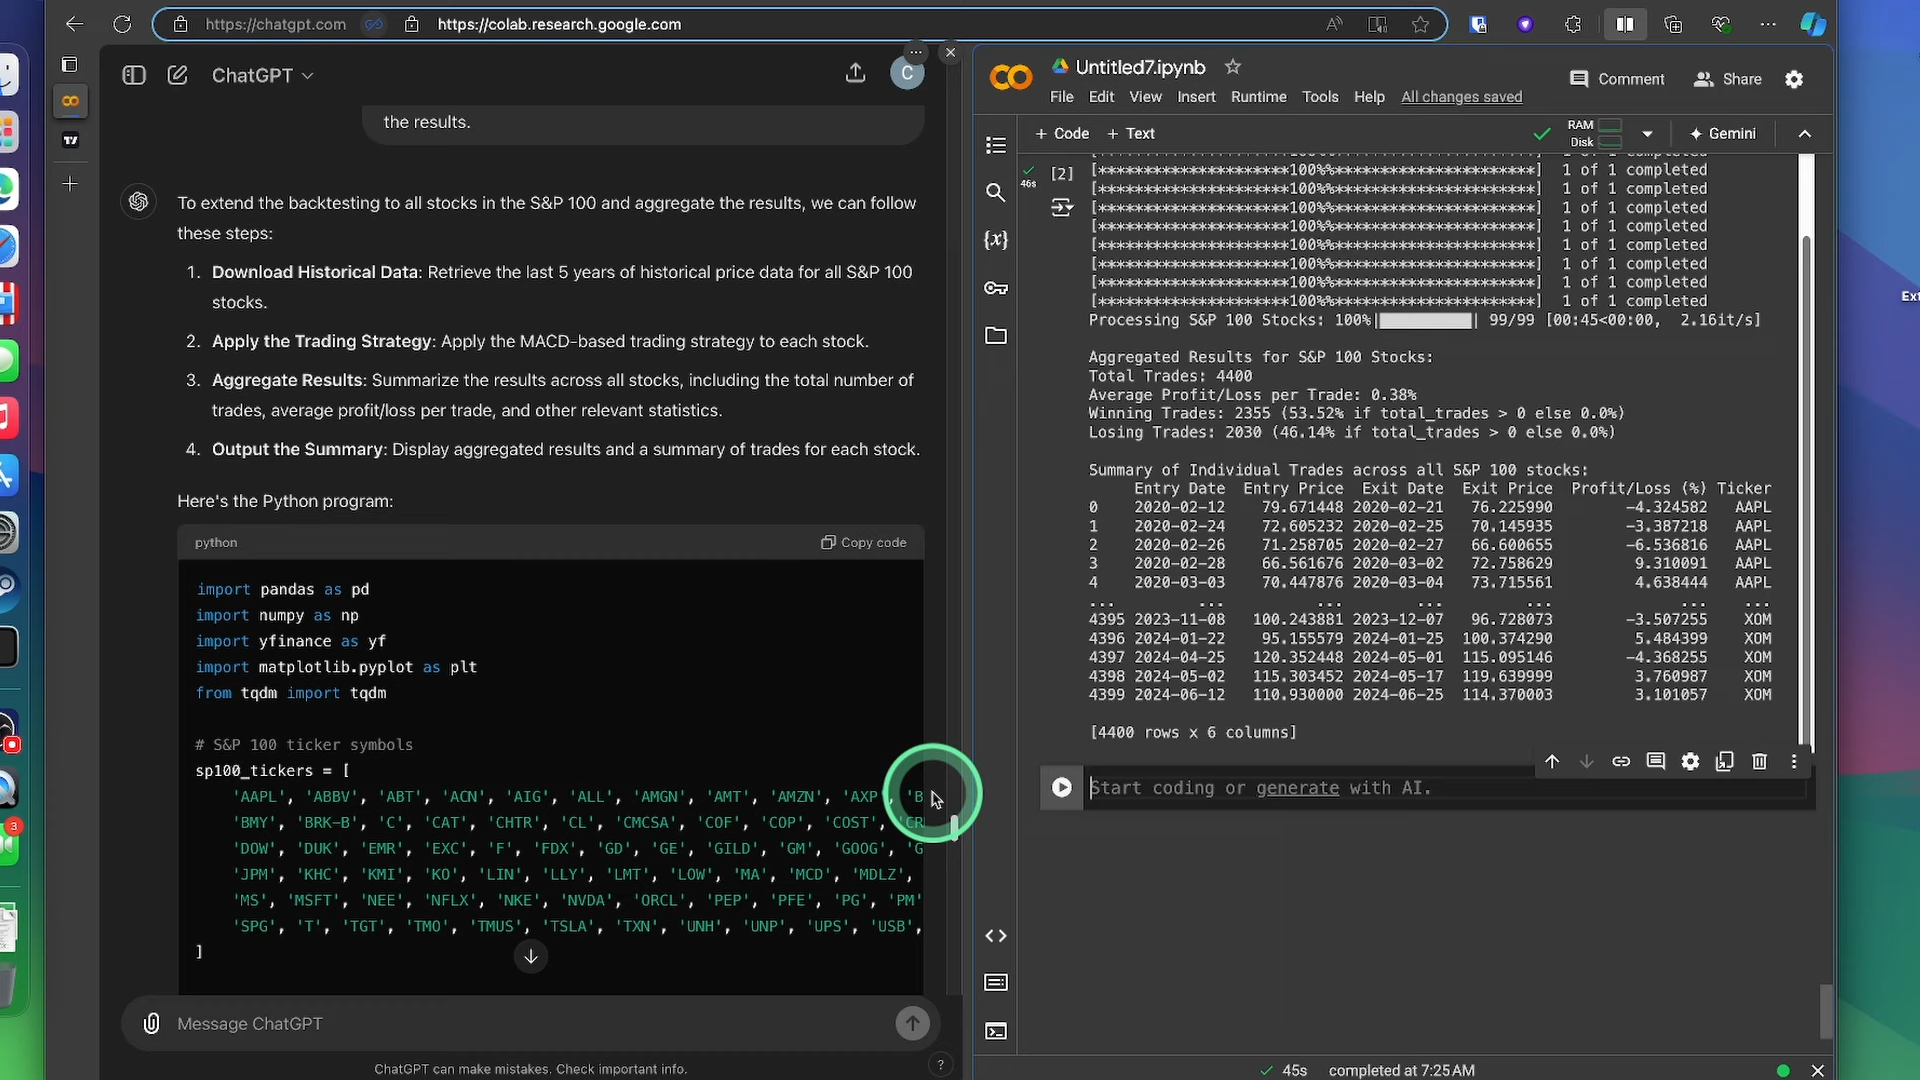 https://chatgpt.com
https://colab.research.google.com
ChatGPT
C
the results.
To extend the backtesting to all stocks in the S&P 100 and aggregate the results, we can follow
these steps:
1. Download Historical Data: Retrieve the last 5 years of historical price data for all S&P 100
stocks.
2. Apply the Trading Strategy: Apply the MACD-based trading strategy to each stock.
3. Aggregate Results: Summarize the results across all stocks, including the total number of
trades, average profit/loss per trade, and other relevant statistics.
4. Output the Summary: Display aggregated results and a summary of trades for each stock.
Here's the Python program:
python
Copy code
import pandas as pd
import numpy as np
import yfinance as yf
import matplotlib.pyplot as plt
from tqdm import tqdm
# S&P 100 ticker symbols
sp100_tickers = [
'AAPL', 'ABBV', 'ABT', 'ACN', 'AIG', 'ALL', 'AMGN', 'AMT', 'AMZN', 'AXP', 'B
'BMY', 'BRK-B', 'C', 'CAT', 'CHTR', 'CL', 'CMCSA', 'COF', 'COP', 'COST', 'CR
'DOW', 'DUK', 'EMR', 'EXC', 'F', 'FDX', 'GD', 'GE', 'GILD', 'GM', 'GOOG', 'G
'JPM', 'KHC', 'KMI', 'KO', 'LIN', 'LLY', 'LMT', 'LOW', 'MA', 'MCD', 'MDLZ',
'MS', 'MSFT', 'NEE', 'NFLX', 'NKE', 'NVDA', 'ORCL', 'PEP', 'PFE', 'PG', 'PM'
'SPG', 'T', 'TGT', 'TMO', 'TMUS', 'TSLA', 'TXN', 'UNH', 'UNP', 'UPS', 'USB',
]
Message ChatGPT
ChatGPT can make mistakes. Check important info.
?
Untitled7.ipynb
Comment
Share
File Edit View Insert Runtime Tools Help All changes saved
+ Code + Text
RAM
Disk
Gemini
46s
[2]
[**********************100%%**********************] 1 of 1 completed
[**********************100%%**********************] 1 of 1 completed
[**********************100%%**********************] 1 of 1 completed
[**********************100%%**********************] 1 of 1 completed
[**********************100%%**********************] 1 of 1 completed
[**********************100%%**********************] 1 of 1 completed
[**********************100%%**********************] 1 of 1 completed
[**********************100%%**********************] 1 of 1 completed
Processing S&P 100 Stocks: 100%| | 99/99 [00:45<00:00, 2.16it/s]
Aggregated Results for S&P 100 Stocks:
Total Trades: 4400
Average Profit/Loss per Trade: 0.38%
Winning Trades: 2355 (53.52% if total_trades > 0 else 0.0%)
Losing Trades: 2030 (46.14% if total_trades > 0 else 0.0%)
Summary of Individual Trades across all S&P 100 stocks:
Entry Date Entry Price Exit Date Exit Price Profit/Loss (%) Ticker
0 2020-02-12 79.671448 2020-02-21 76.225990 -4.324582 AAPL
1 2020-02-24 72.605232 2020-02-25 70.145935 -3.387218 AAPL
2 2020-02-26 71.258705 2020-02-27 66.600655 -6.536816 AAPL
3 2020-02-28 66.561676 2020-03-02 72.758629 9.310091 AAPL
4 2020-03-03 70.447876 2020-03-04 73.715561 4.638444 AAPL
... ... ... ... ... ... ...
4395 2023-11-08 100.243881 2023-12-07 96.728073 -3.507255 XOM
4396 2024-01-22 95.155579 2024-01-25 100.374290 5.484399 XOM
4397 2024-04-25 120.352448 2024-05-01 115.095146 -4.368255 XOM
4398 2024-05-02 115.303452 2024-05-17 119.639999 3.760987 XOM
4399 2024-06-12 110.930000 2024-06-25 114.370003 3.101057 XOM
[4400 rows x 6 columns]
Start coding or generate with AI.
45s completed at 7:25 AM
Ext
3